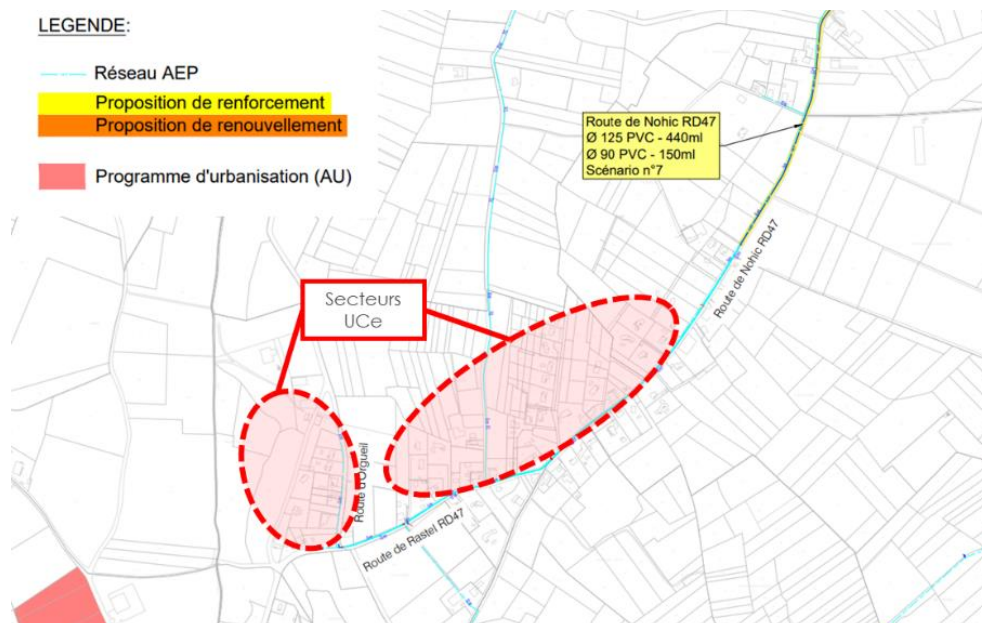 LEGENDE:
Réseau AEP
Proposition de renforcement
Proposition de renouvellement
Programme d'urbanisation (AU)
Route de Nohic RD47
Ø 125 PVC - 440ml
Ø 90 PVC - 150ml
Scénario n°7
Route de Nohic RD47
Secteurs
UCe
Route d'Orgueil
Route de Rastel RD47